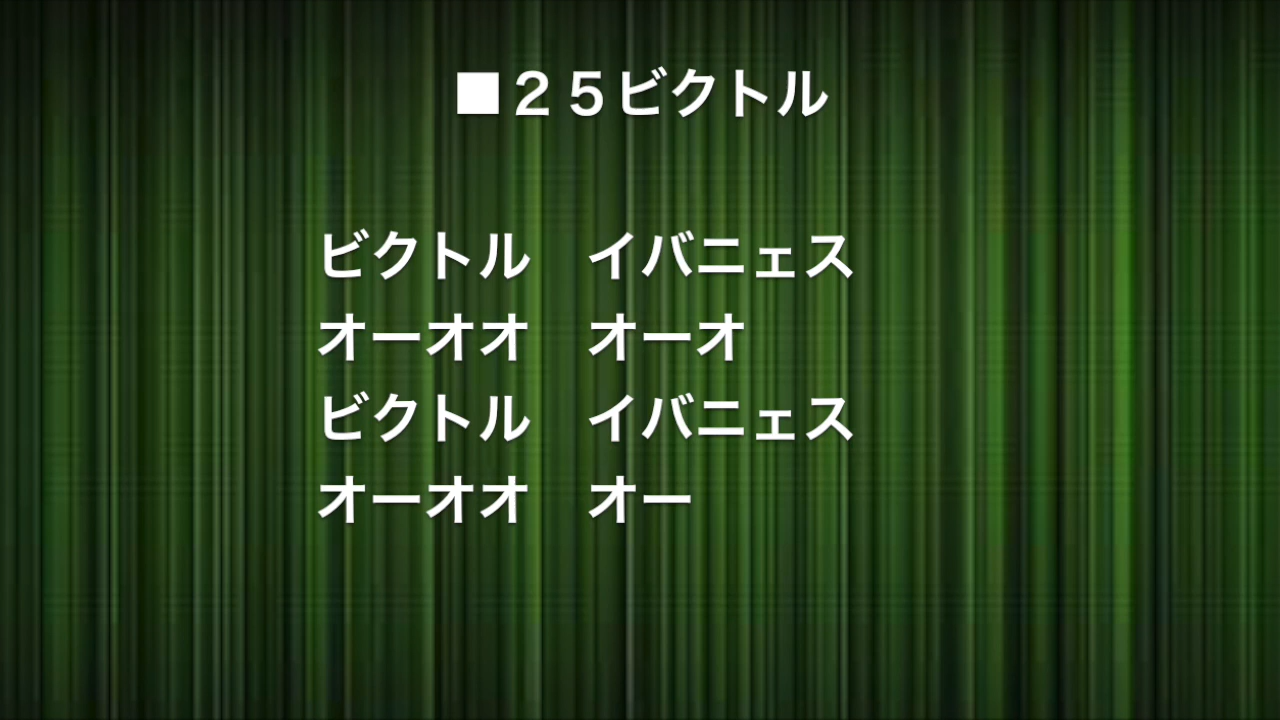 ■２５ビクトル
ビクトル　イバニェス
オーオオ　オーオ
ビクトル　イバニェス
オーオオ　オー